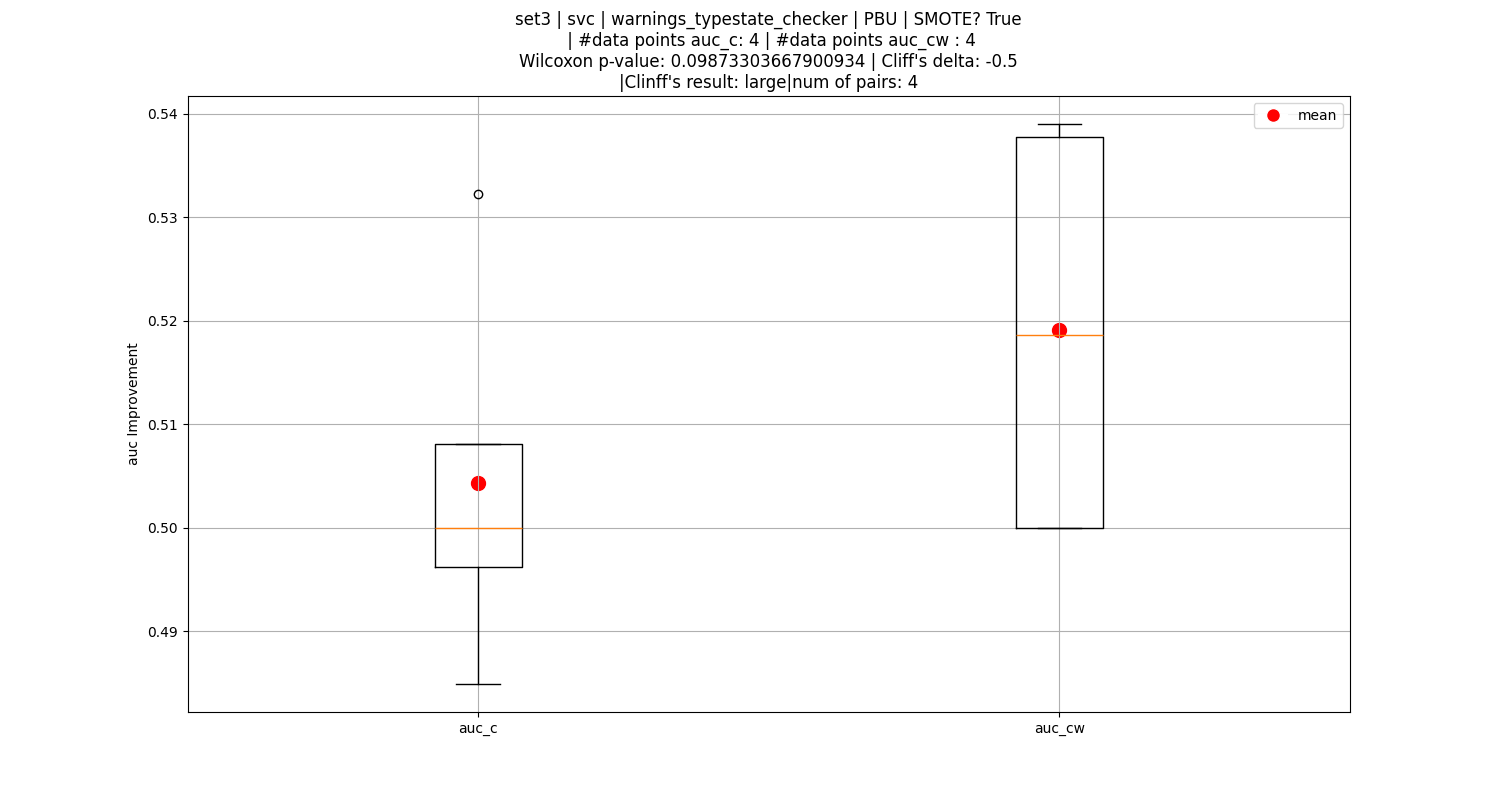 set3 | svc | warnings_typestate_checker | PBU | SMOTE? True
| #data points auc_c: 4 | #data points auc_cw : 4
Wilcoxon p-value: 0.09873303667900934 | Cliff's delta: -0.5
|Clinff's result: large|num of pairs: 4
mean
0.54
0.53
0.52
0.51
0.50
0.49
auc Improvement
auc_c
auc_cw